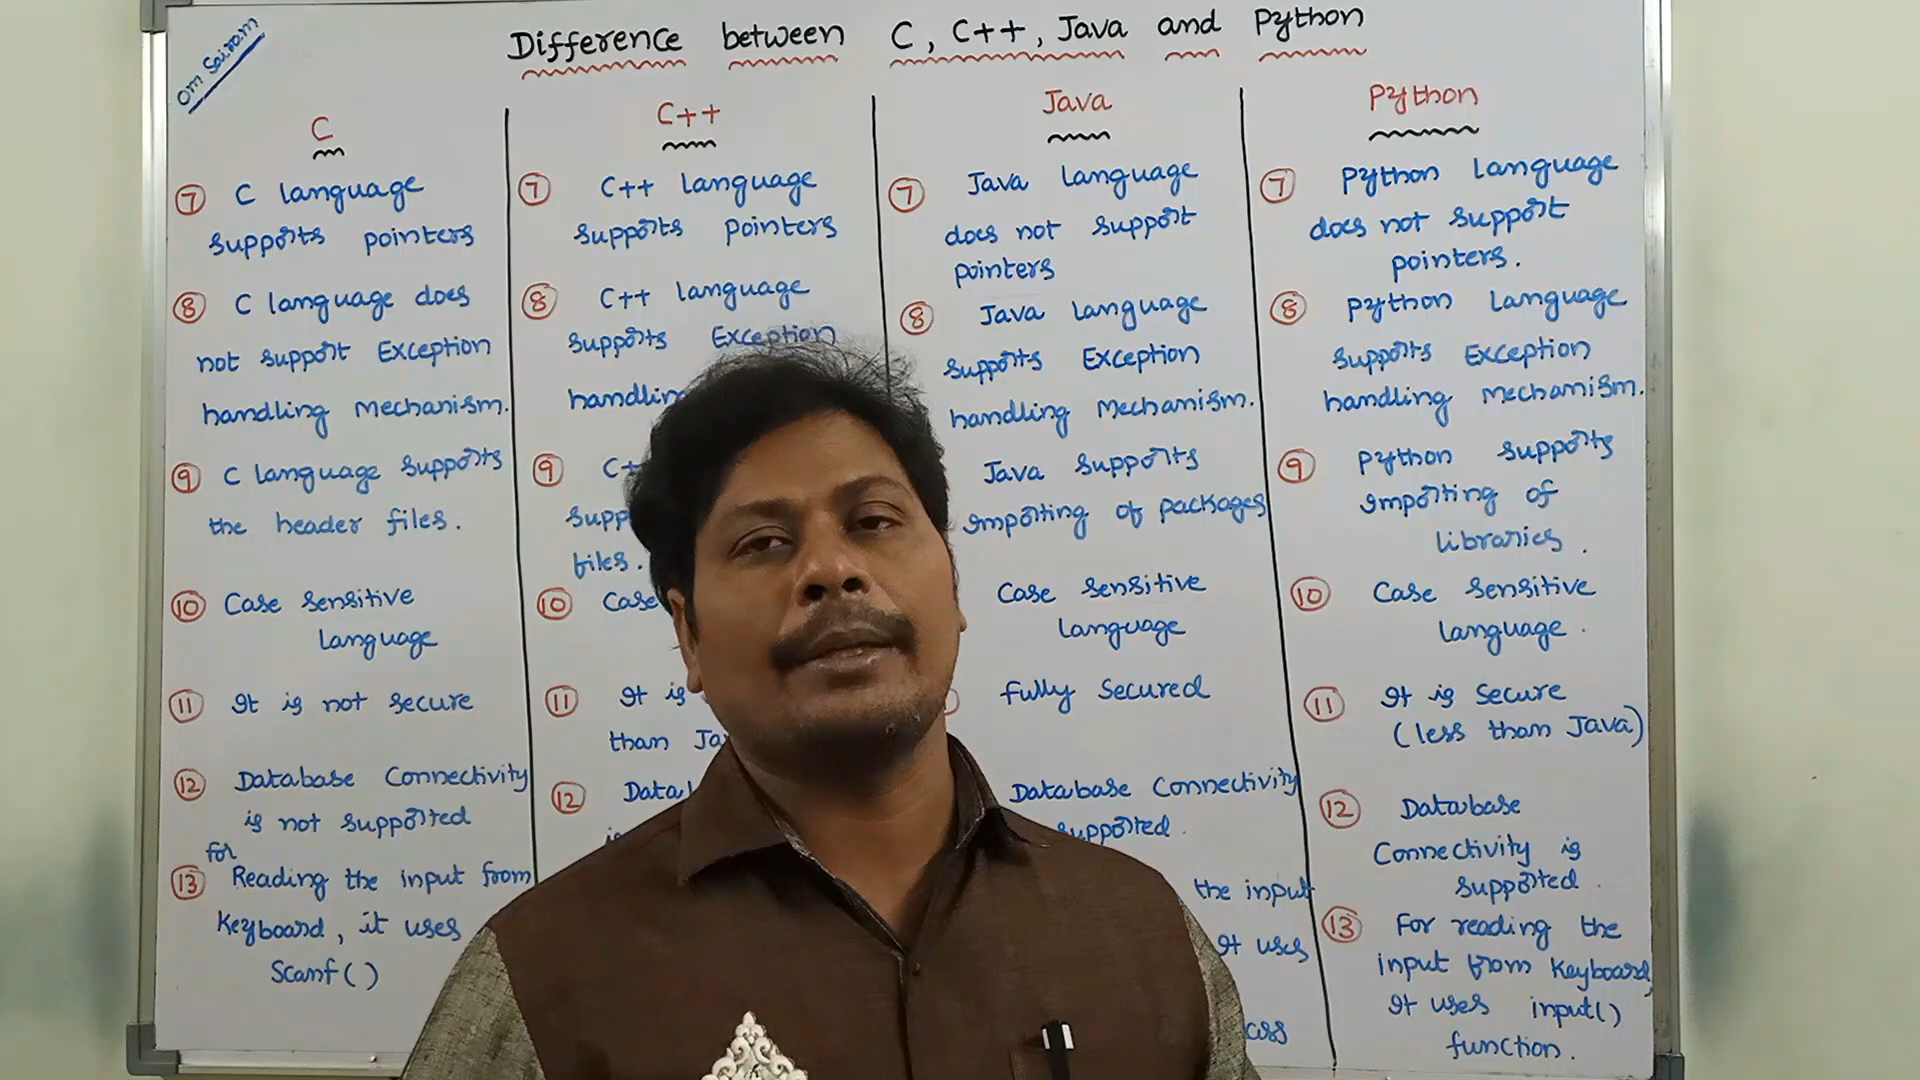 Om Sairam
Difference between C, C++, Java and Python
C
⑦ C language
supports pointers
⑧ C language does
not support Exception
handling Mechanism.
⑨ C language supports
the header files.
⑩ Case sensitive
language
⑪ It is not secure
⑫ Database Connectivity
is not supported
for
⑬ Reading the input from
Keyboard, it uses
Scanf()
C++
⑦ C++ language
supports pointers
⑧ C++ language
supports Exception
handling
⑨
files.
⑩ Case
⑪ It is
than
⑫
Java
⑦ Java language
does not support
pointers
⑧ Java language
supports Exception
handling Mechanism.
Java supports
importing of packages
Case sensitive
language
fully secured
Database Connectivity
supported.
the input
It uses
Python
⑦ Python language
does not support
pointers.
⑧ Python language
supports Exception
handling Mechanism.
⑨ Python supports
importing of
libraries.
⑩ Case sensitive
language.
⑪ It is secure
(less than Java)
⑫ Database
Connectivity is
supported.
⑬ For reading the
input from Keyboard,
It uses input()
function.